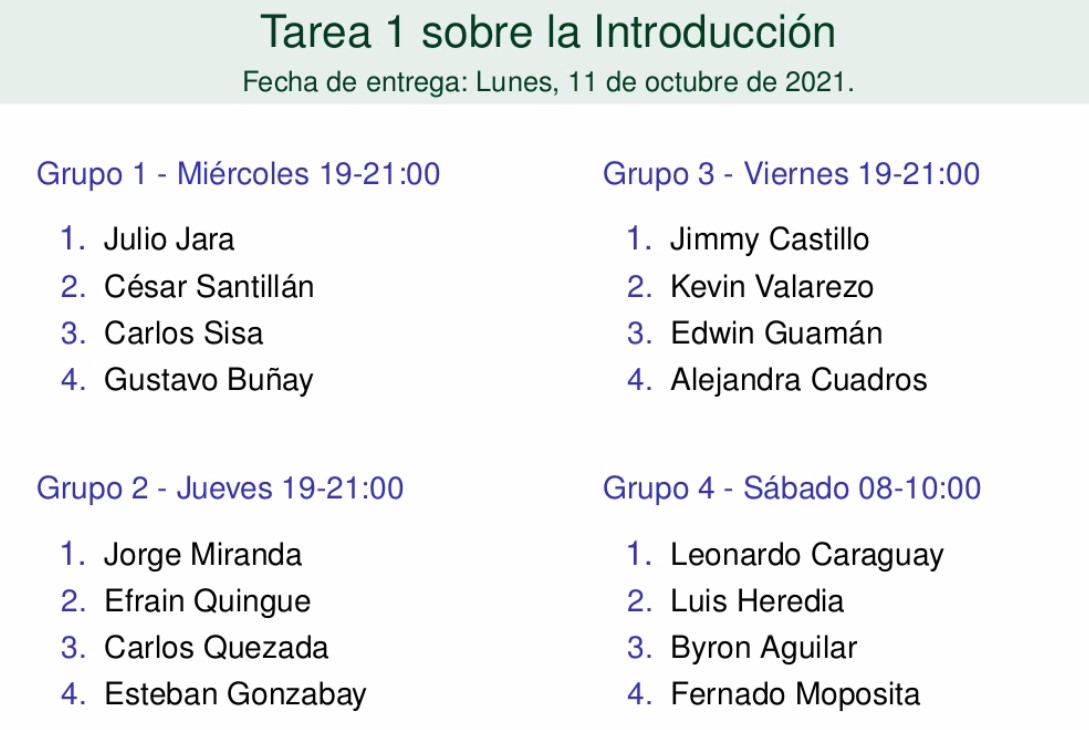 Tarea 1 sobre la Introducción
Fecha de entrega: Lunes, 11 de octubre de 2021.
Grupo 1 - Miércoles 19-21:00
1. Julio Jara
2. César Santillán
3. Carlos Sisa
4. Gustavo Buñay
Grupo 2 - Jueves 19-21:00
1. Jorge Miranda
2. Efrain Quingue
3. Carlos Quezada
4. Esteban Gonzabay
Grupo 3 - Viernes 19-21:00
1. Jimmy Castillo
2. Kevin Valarezo
3. Edwin Guamán
4. Alejandra Cuadros
Grupo 4 - Sábado 08-10:00
1. Leonardo Caraguay
2. Luis Heredia
3. Byron Aguilar
4. Fernado Moposita